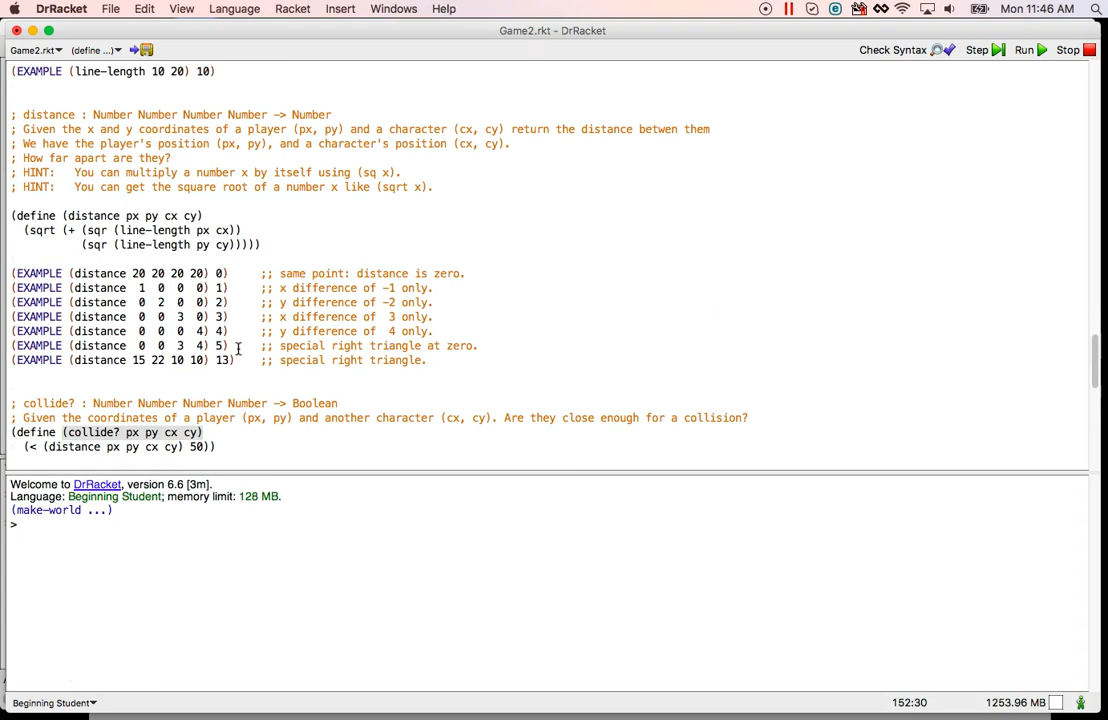 DrRacket File Edit View Language Racket Insert Windows Help Mon 11:46 AM
Game2.rkt - DrRacket
Game2.rkt (define ...) Check Syntax Step Run Stop
(EXAMPLE (line-length 10 20) 10)
; distance : Number Number Number Number -> Number
; Given the x and y coordinates of a player (px, py) and a character (cx, cy) return the distance betwen them
; We have the player's position (px, py), and a character's position (cx, cy).
; How far apart are they?
; HINT: You can multiply a number x by itself using (sq x).
; HINT: You can get the square root of a number x like (sqrt x).
(define (distance px py cx cy)
(sqrt (+ (sqr (line-length px cx))
(sqr (line-length py cy)))))
(EXAMPLE (distance 20 20 20 20) 0) ;; same point: distance is zero.
(EXAMPLE (distance 1 0 0 0) 1) ;; x difference of -1 only.
(EXAMPLE (distance 0 2 0 0) 2) ;; y difference of -2 only.
(EXAMPLE (distance 0 0 3 0) 3) ;; x difference of 3 only.
(EXAMPLE (distance 0 0 0 4) 4) ;; y difference of 4 only.
(EXAMPLE (distance 0 0 3 4) 5) ;; special right triangle at zero.
(EXAMPLE (distance 15 22 10 10) 13) ;; special right triangle.
; collide? : Number Number Number Number -> Boolean
; Given the coordinates of a player (px, py) and another character (cx, cy). Are they close enough for a collision?
(define (collide? px py cx cy)
(< (distance px py cx cy) 50))
Welcome to DrRacket, version 6.6 [3m].
Language: Beginning Student; memory limit: 128 MB.
(make-world ...)
>
Beginning Student 152:30 1253.96 MB